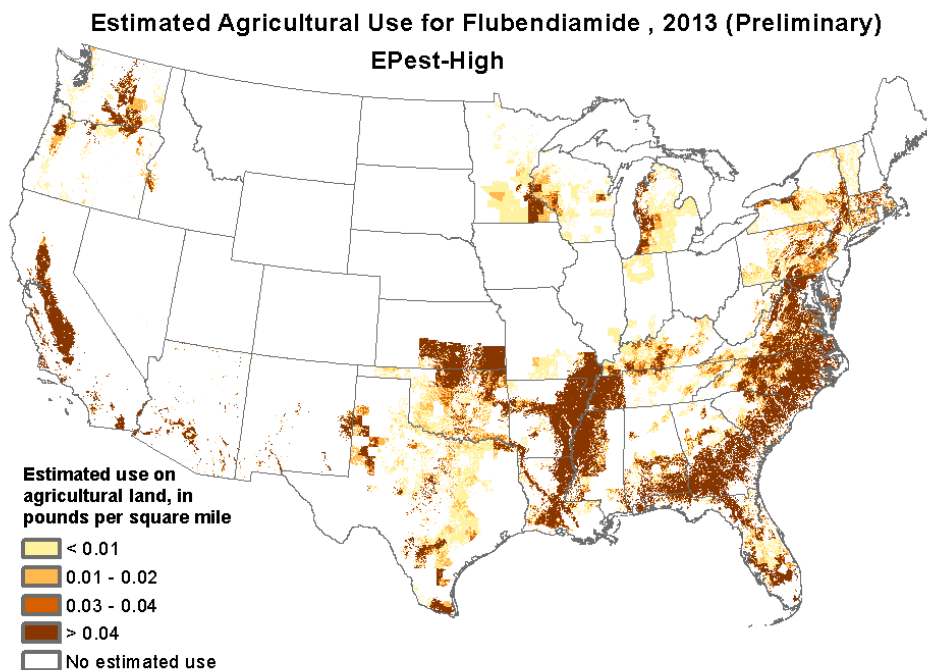 Estimated Agricultural Use for Flubendiamide , 2013 (Preliminary)
EPest-High
Estimated use on
agricultural land, in
pounds per square mile
< 0.01
0.01 - 0.02
0.03 - 0.04
> 0.04
No estimated use